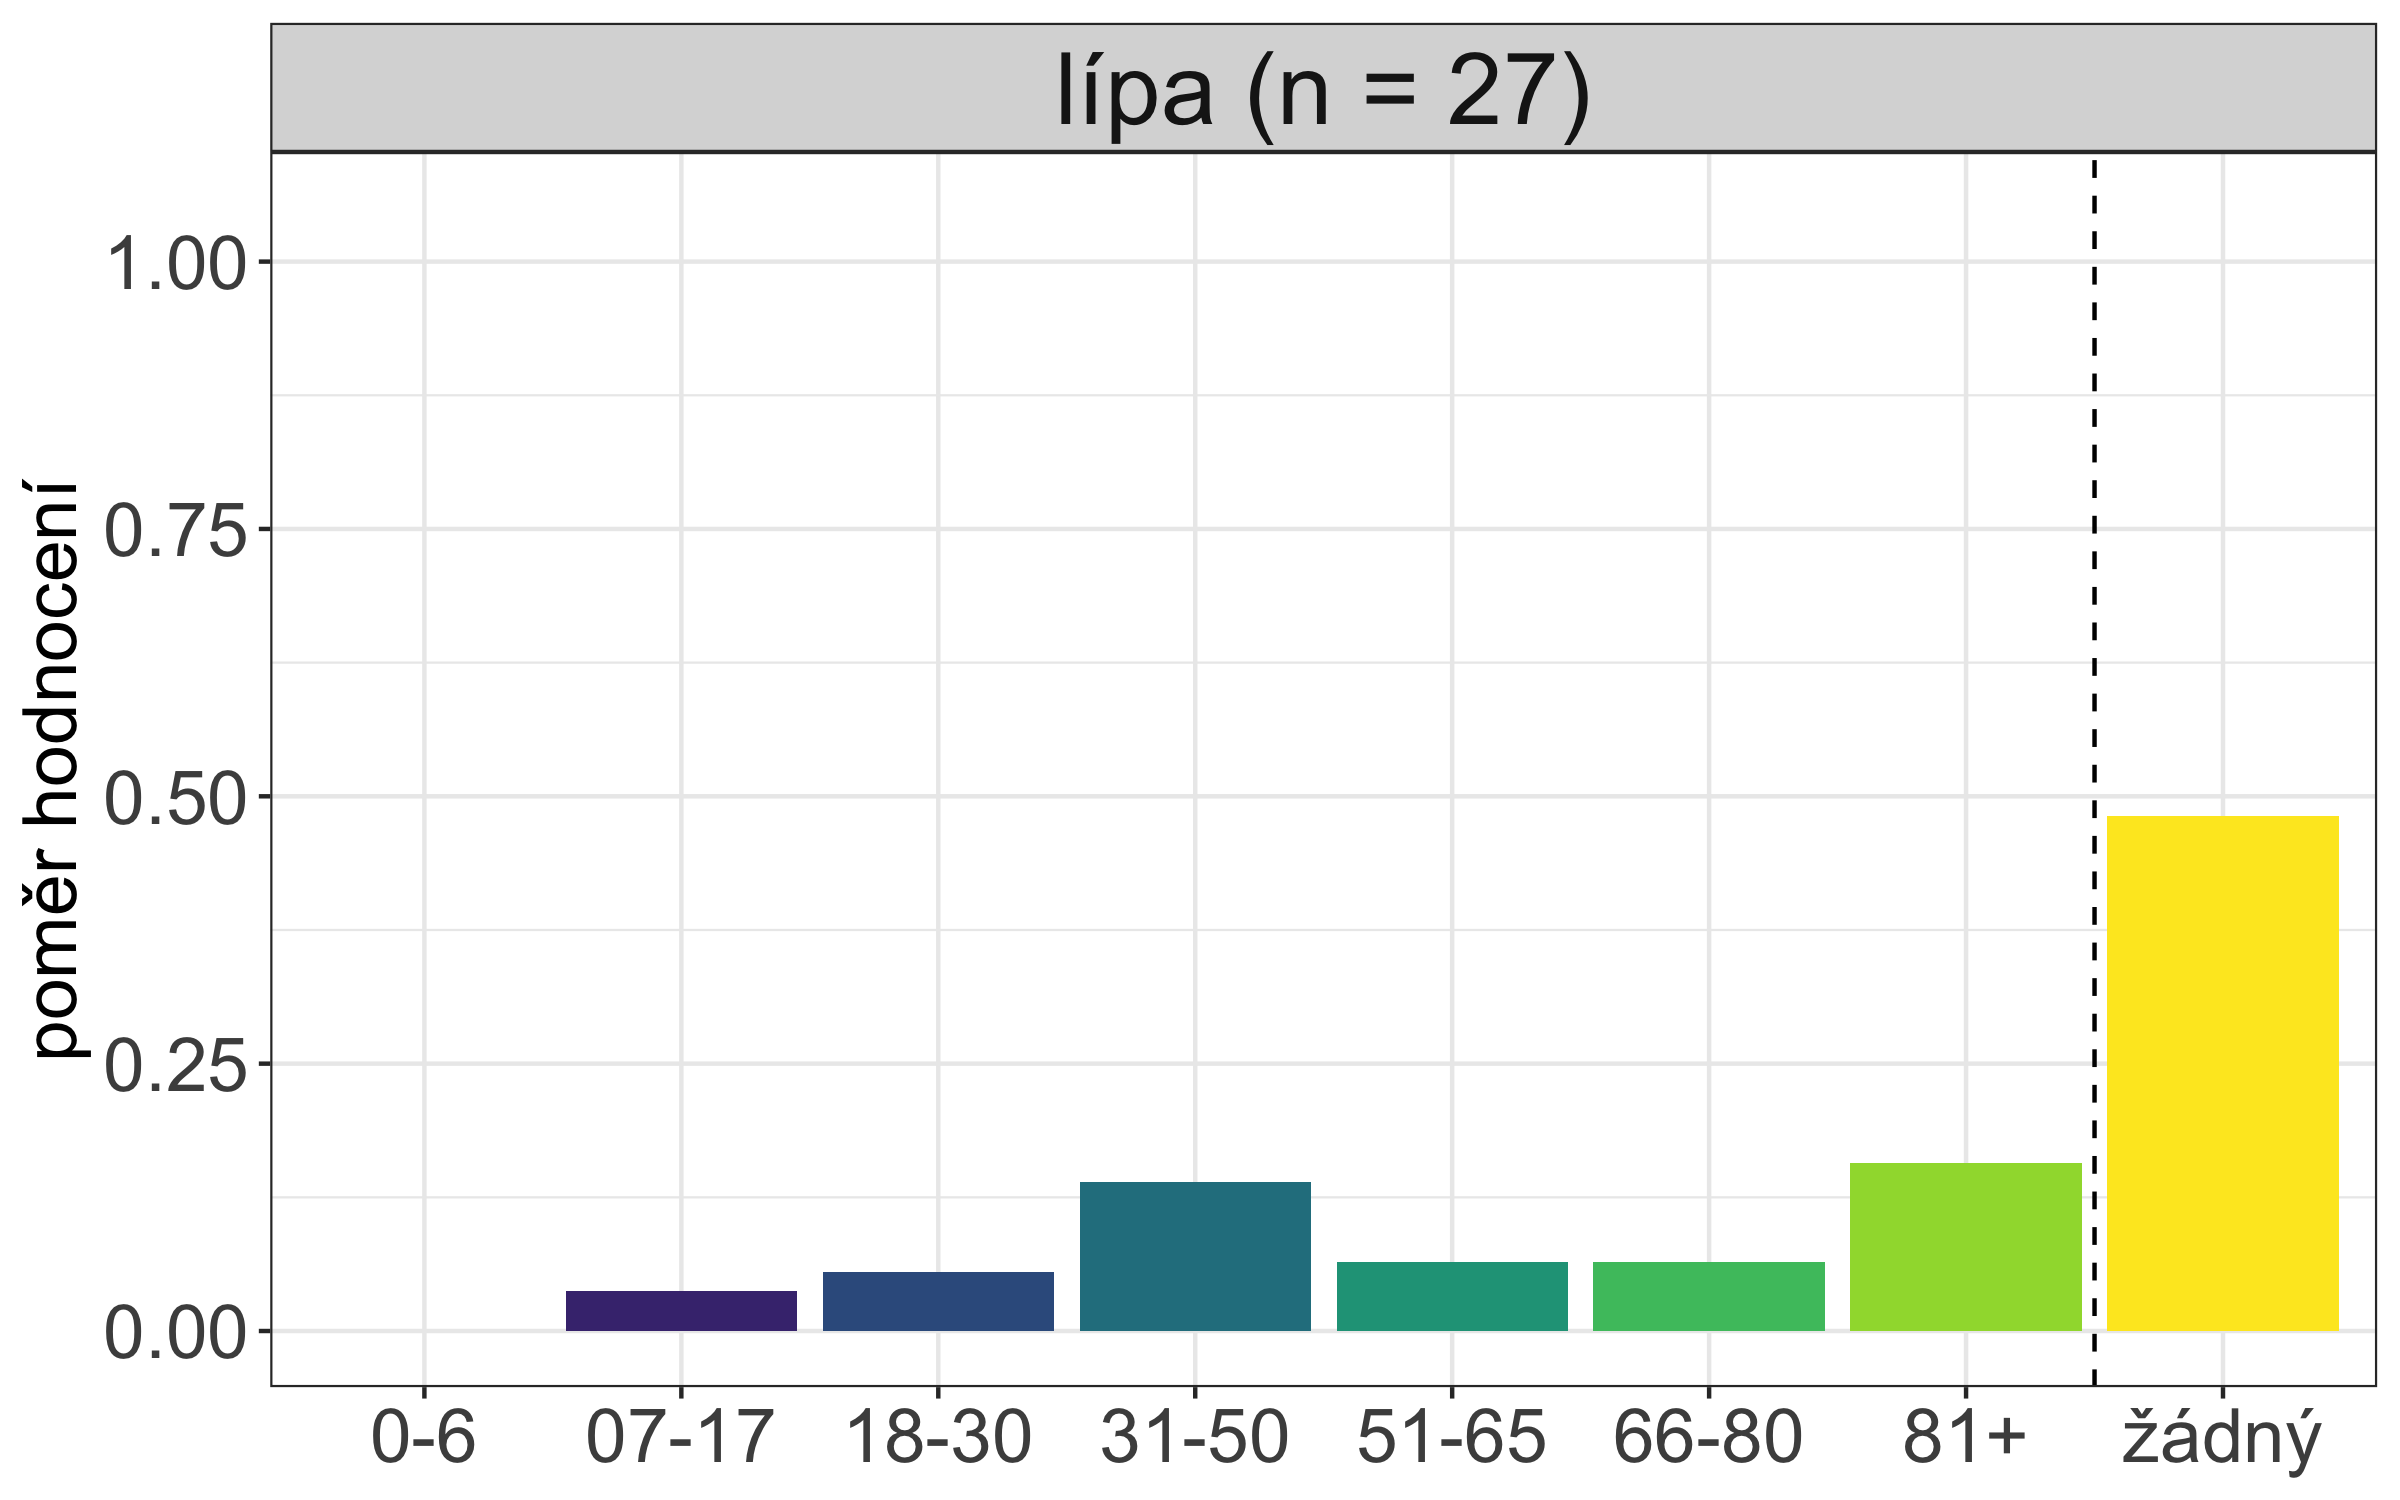 lípa (n = 27)
poměr hodnocení
1.00
0.75
0.50
0.25
0.00
0-6 07-17 18-30 31-50 51-65 66-80 81+ žádný